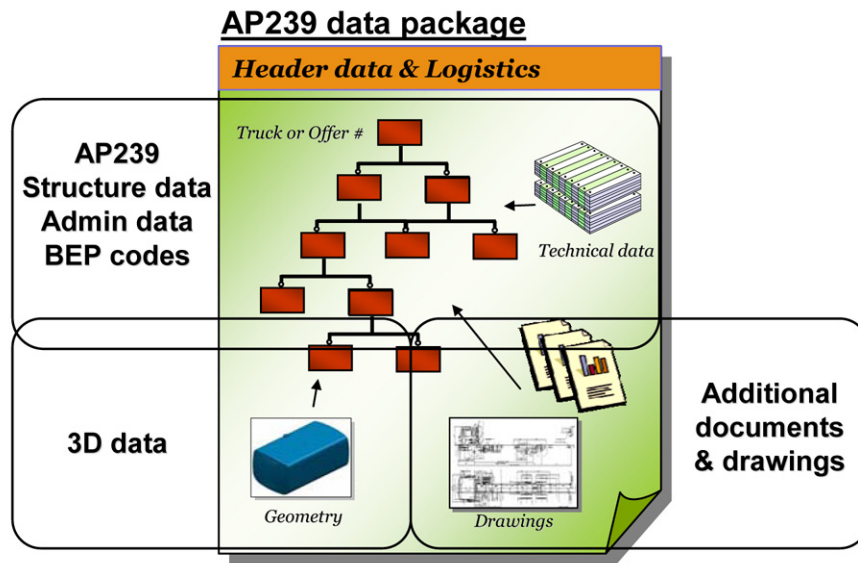 AP239 data package
Header data & Logistics
Truck or Offer #
AP239
Structure data
Admin data
BEP codes
Technical data
3D data
Additional
documents
& drawings
Geometry
Drawings